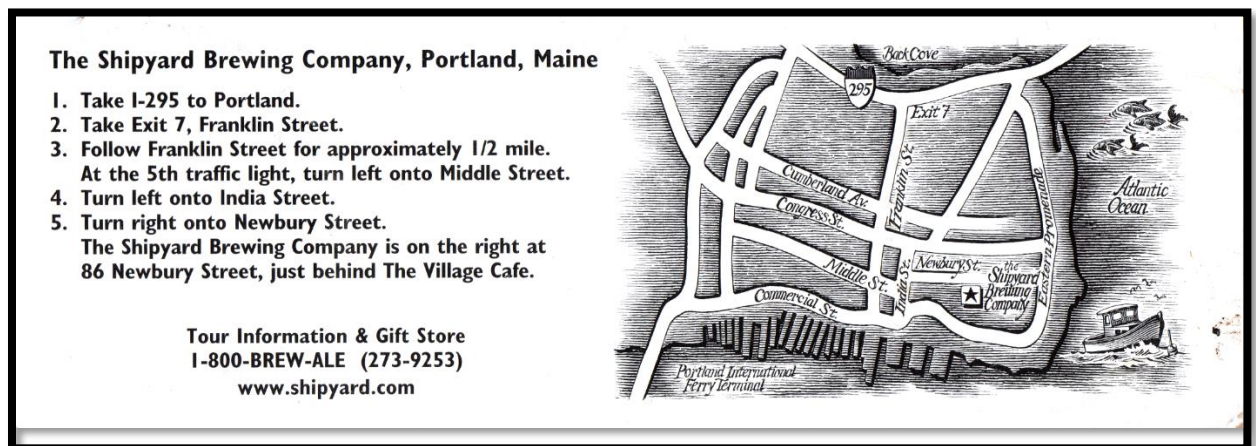 The Shipyard Brewing Company, Portland, Maine
1. Take I-295 to Portland.
2. Take Exit 7, Franklin Street.
3. Follow Franklin Street for approximately 1/2 mile.
At the 5th traffic light, turn left onto Middle Street.
4. Turn left onto India Street.
5. Turn right onto Newbury Street.
The Shipyard Brewing Company is on the right at
86 Newbury Street, just behind The Village Cafe.
Tour Information & Gift Store
1-800-BREW-ALE (273-9253)
www.shipyard.com
Back Cove
295
Exit 7
Franklin St.
Cumberland Av.
Congress St.
Middle St.
Commercial St.
India St.
Newbury St.
the
Shipyard
Brewing
Company
Eastern Promenade
Atlantic
Ocean
Portland International
Ferry Terminal